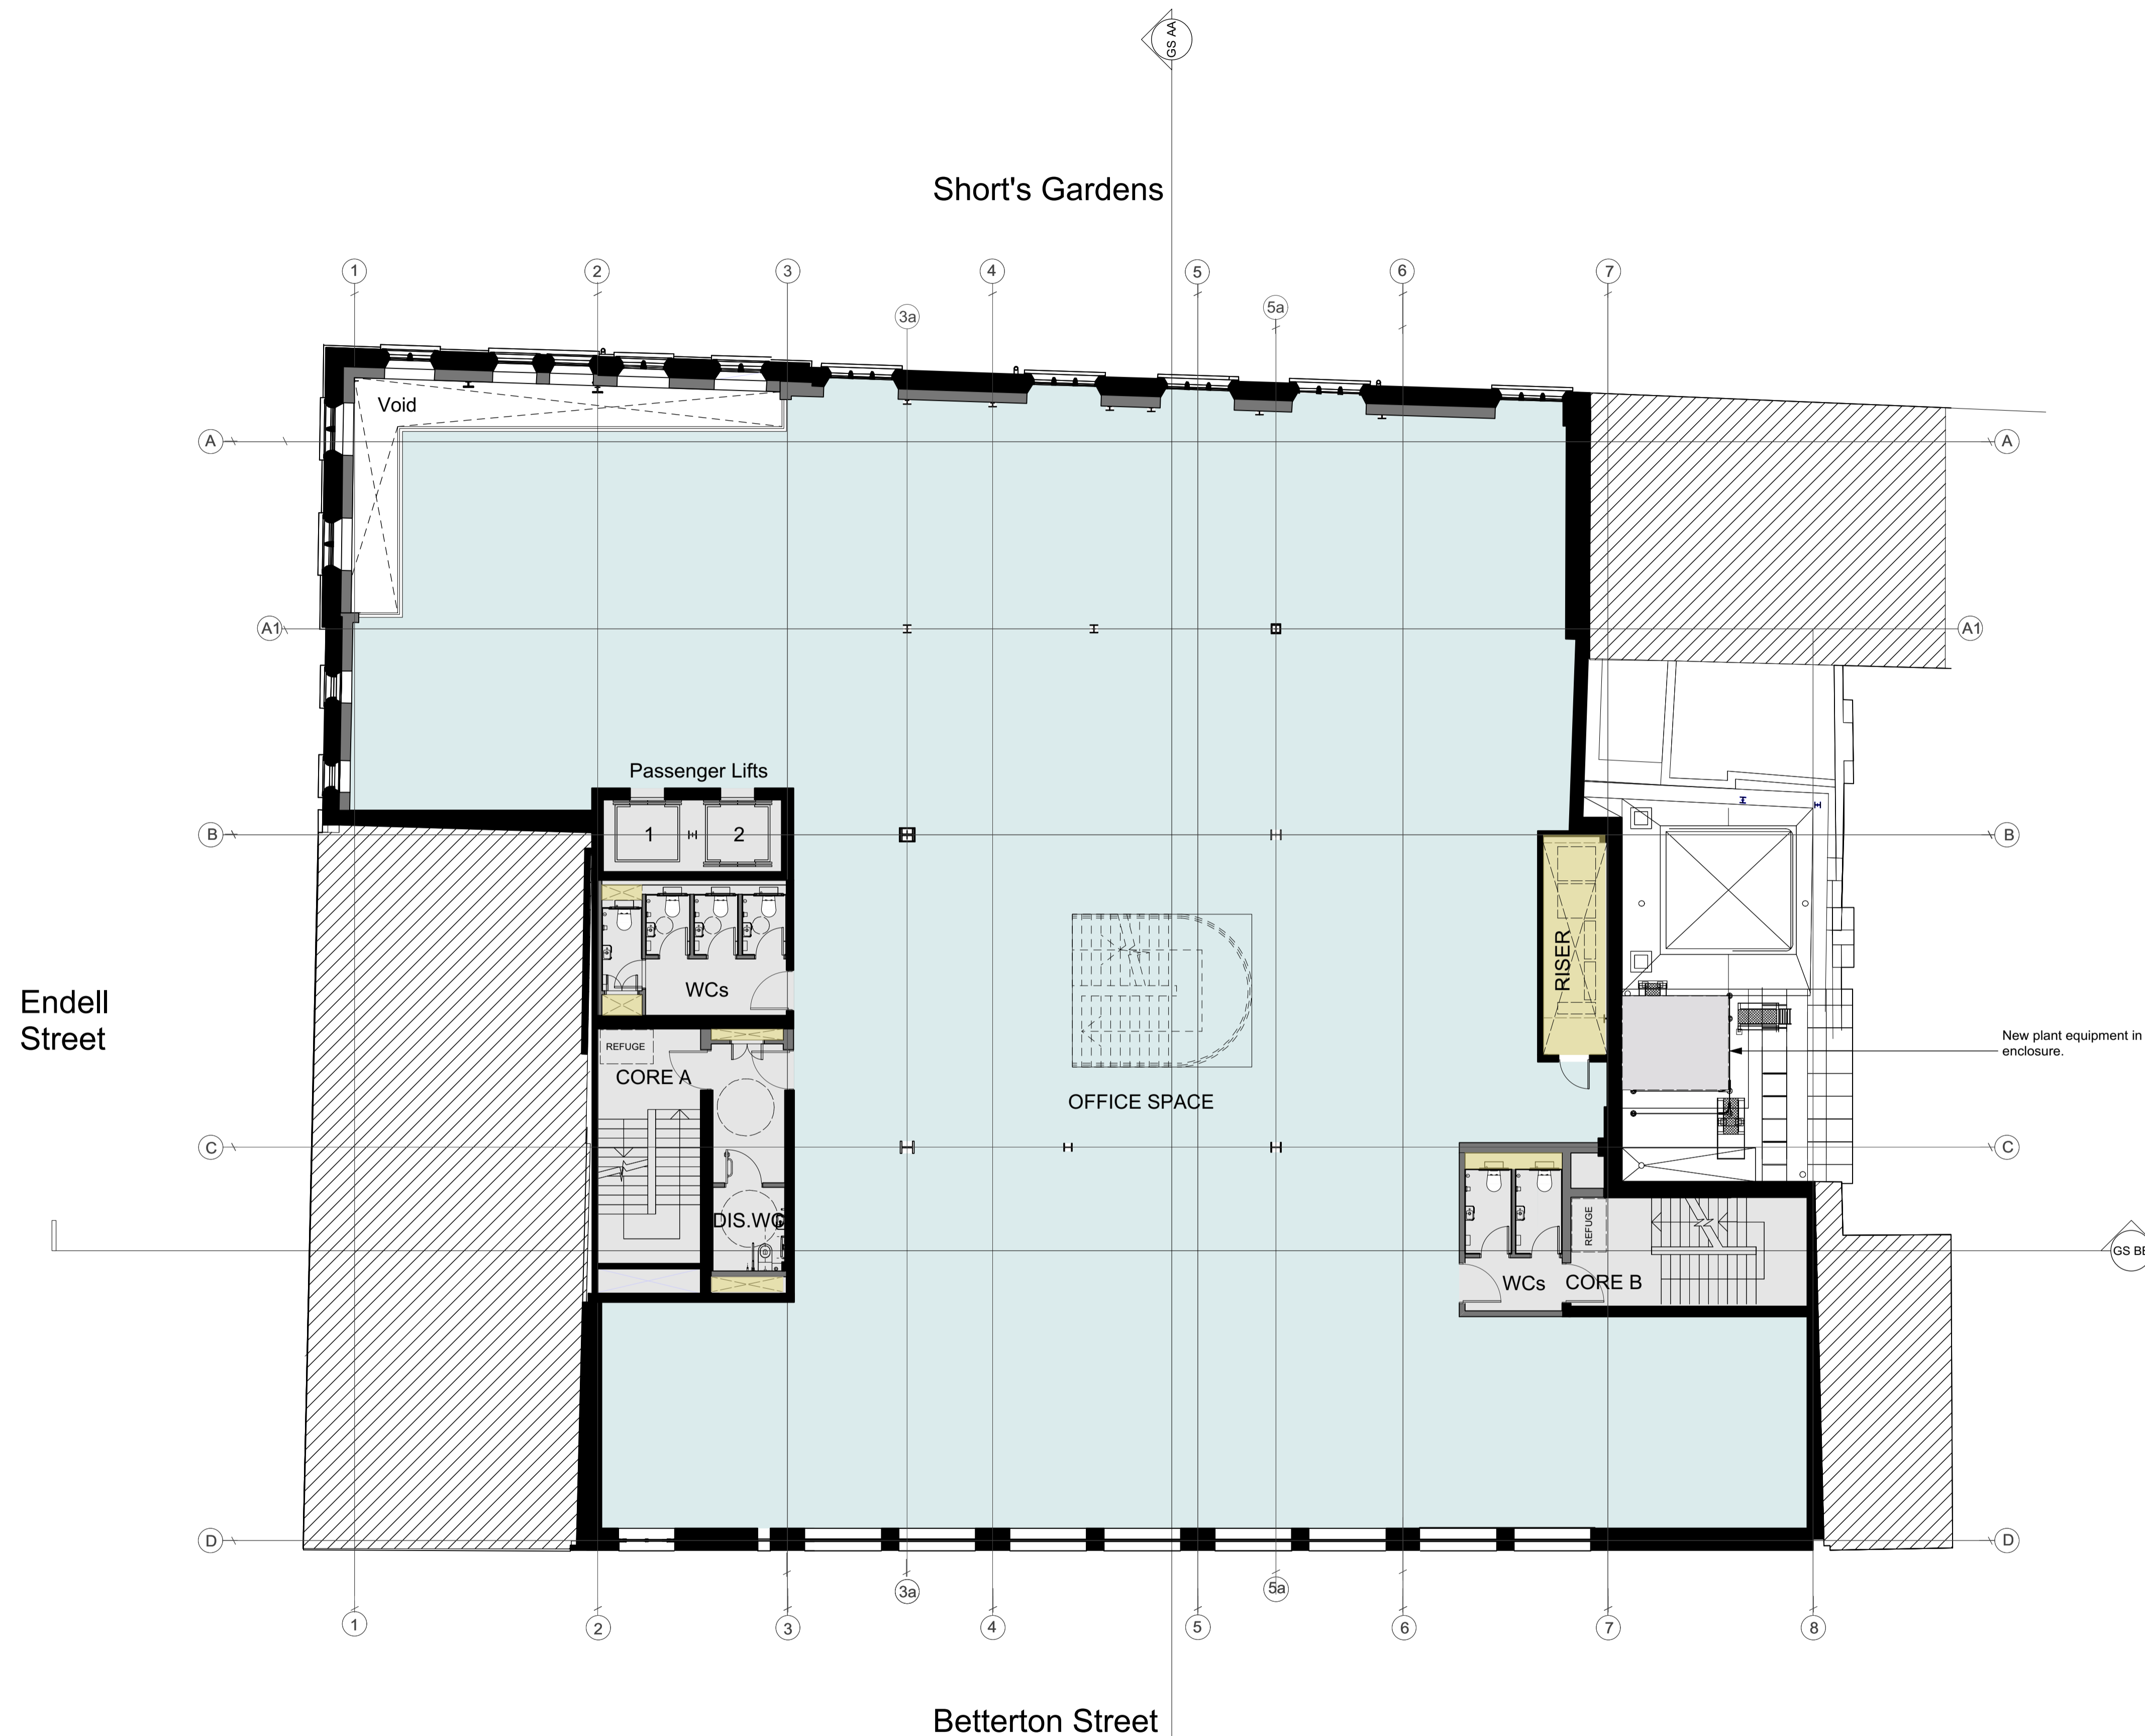 GS AA
Short's Gardens
1
2
3
4
5
6
7
3a
5a
Void
A
A
A1
A1
Passenger Lifts
1
2
B
B
RISER
WCs
Endell
Street
REFUGE
CORE A
New plant equipment in
enclosure.
OFFICE SPACE
C
C
DIS.WC
REFUGE
WCs
CORE B
D
D
3a
5a
1
2
3
4
5
6
7
8
Betterton Street